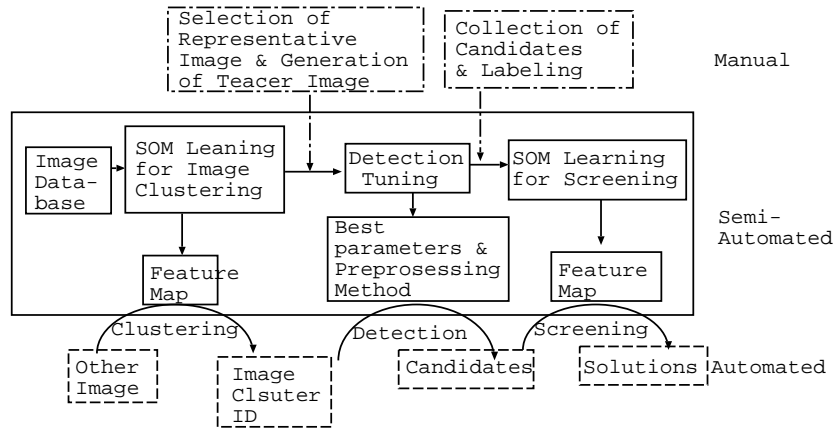 Selection of
Representative
Image & Generation
of Teacer Image
Collection of
Candidates
& Labeling
Manual
Image
Data-
base
SOM Leaning
for Image
Clustering
Detection
Tuning
SOM Learning
for Screening
Semi-
Automated
Feature
Map
Best
parameters &
Preprosessing
Method
Feature
Map
Clustering
Detection
Screening
Other
Image
Image
Clsuter
ID
Candidates
Solutions
Automated